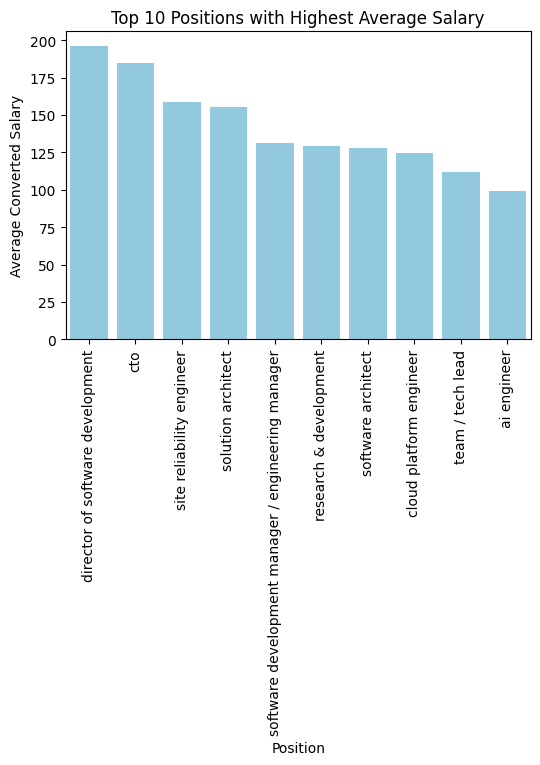 Top 10 Positions with Highest Average Salary
Average Converted Salary
200
175
150
125
100
75
50
25
0
director of software development
cto
site reliability engineer
solution architect
software development manager / engineering manager
research & development
software architect
cloud platform engineer
team / tech lead
ai engineer
Position